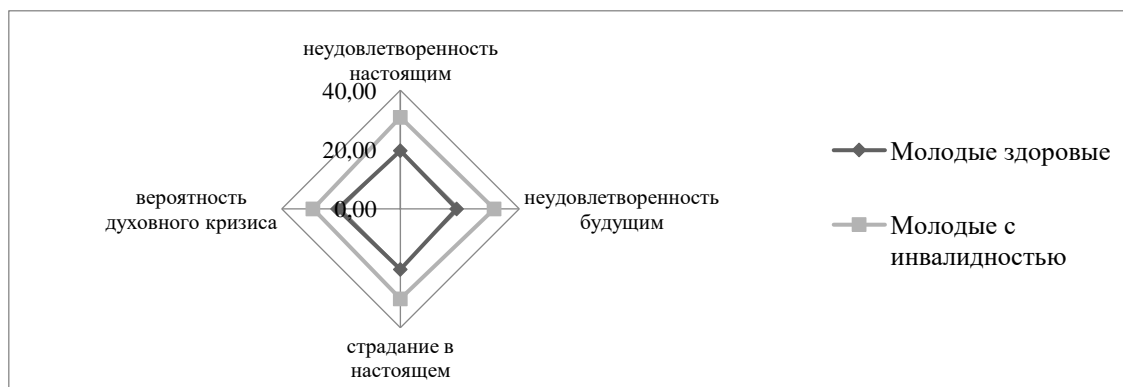 неудовлетворенность
настоящим
40,00
20,00
0,00
вероятность
духовного кризиса
неудовлетворенность
будущим
страдание в
настоящем
Молодые здоровые
Молодые с
инвалидностью